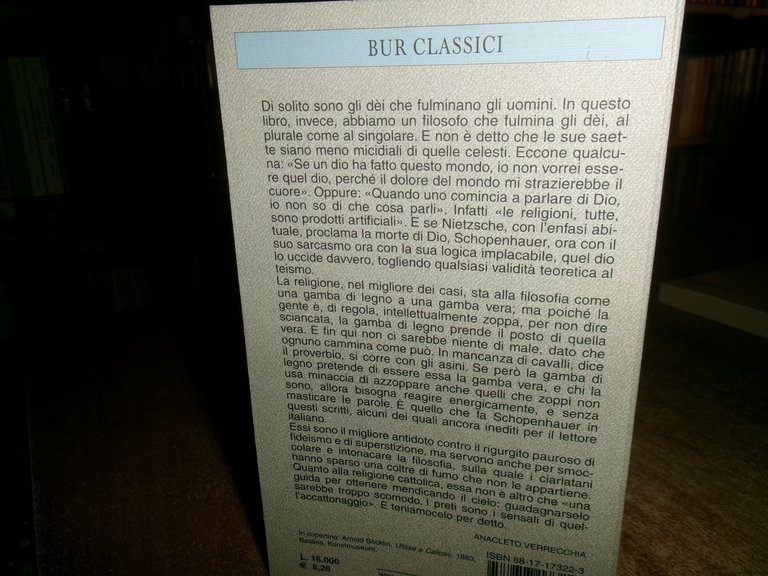 BUR CLASSICI
Di solito sono gli dèi che fulminano gli uomini. In questo
libro, invece, abbiamo un filosofo che fulmina gli dèi, al
plurale come al singolare. E non è detto che le sue saet-
te siano meno micidiali di quelle celesti. Eccone qualcu-
na: «Se un dio ha fatto questo mondo, io non vorrei esse-
re quel dio, perché il dolore del mondo mi strazierebbe il
cuore». Oppure: «Quando uno comincia a parlare di Dio,
io non so di che cosa parli». Infatti «le religioni, tutte,
sono prodotti artificiali». E se Nietzsche, con l'enfasi abi-
tuale, proclama la morte di Dio, Schopenhauer, ora con il
suo sarcasmo ora con la sua logica implacabile, quel dio
lo uccide davvero, togliendo qualsiasi validità teoretica al
teismo.
La religione, nel migliore dei casi, sta alla filosofia come
una gamba di legno a una gamba vera; ma poiché la
gente è, di regola, intellettualmente zoppa, per non dire
sciancata, la gamba di legno prende il posto di quella
vera. E fin qui non ci sarebbe niente di male, dato che
ognuno cammina come può. In mancanza di cavalli, dice
il proverbio, si corre con gli asini. Se però la gamba di
legno pretende di essere essa la gamba vera, e chi la
usa minaccia di azzoppare anche quelli che zoppi non
sono, allora bisogna reagire energicamente, e senza
masticare le parole. È quello che fa Schopenhauer in
questi scritti, alcuni dei quali ancora inediti per il lettore
italiano.
Essi sono il migliore antidoto contro il rigurgito pauroso di
fideismo e di superstizione, ma servono anche per smoc-
colare e intonacare la filosofia, sulla quale i ciarlatani
hanno sparso una coltre di fumo che non le appartiene.
Quanto alla religione cattolica, essa non è altro che «una
guida per ottenere mendicando il cielo: guadagnarselo
sarebbe troppo scomodo. I preti sono i sensali di quel-
l'accattonaggio». E teniamocelo per detto.
ANACLETO VERRECCHIA
In copertina: Arnold Böcklin, Ulisse e Calipso, 1883,
Basilea, Kunstmuseum.
ISBN 88-17-17322-3
L. 16.000
€ 8,26